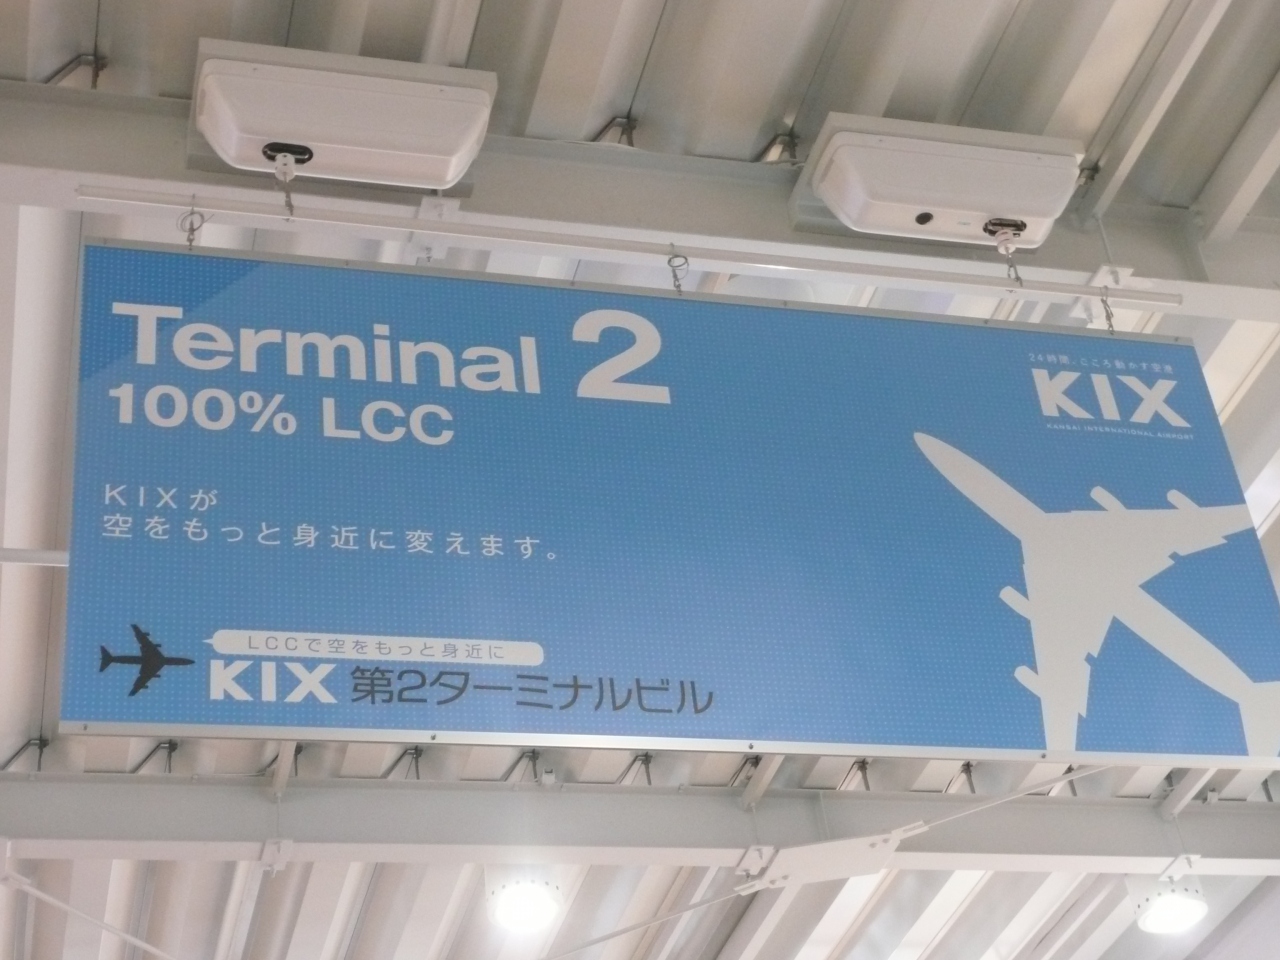 Terminal 2
100% LCC
24時間、こころ動かす空港
KIX
KANSAI INTERNATIONAL AIRPORT
KIXが
空をもっと身近に変えます。
LCCで空をもっと身近に
KIX 第2ターミナルビル